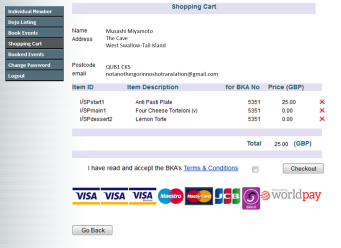 Shopping Cart
Individual Member
Dojo Listing
Book Events
Shopping Cart
Booked Events
Change Password
Logout
Name Musashi Miyamoto
Address The Cave
West Swallow-Tail Island
Postcode QUB1 CK5
email notanothergorinnoshotranslation@gmail.com
Item ID Item Description for BKA No Price (GBP)
I/SPstart1 Anti Pasti Plate 5351 25.00 X
I/SPmain1 Four Cheese Torteloni (v) 5351 0.00 X
I/SPdessert2 Lemon Torte 5351 0.00 X
Total 25.00 (GBP)
I have read and accept the BKA's Terms & Conditions Checkout
VISA VISA VISA Maestro MasterCard JCB SOLO worldpay
Go Back